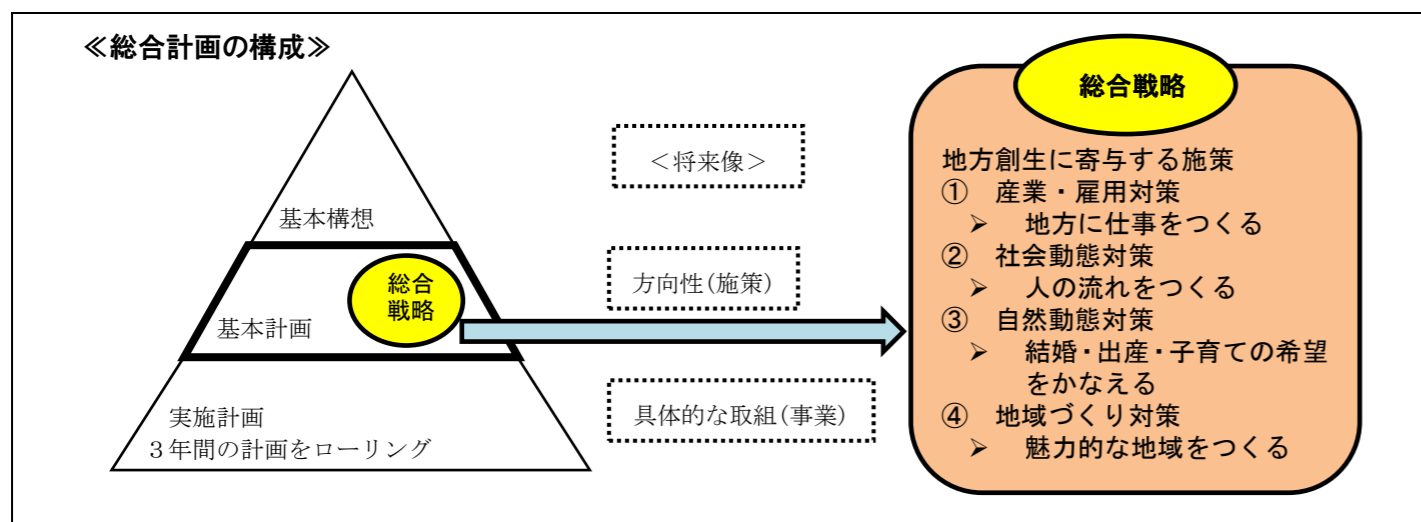 ≪総合計画の構成≫
基本構想
総合
戦略
基本計画
実施計画
３年間の計画をローリング
＜将来像＞
方向性(施策)
具体的な取組(事業)
総合戦略
地方創生に寄与する施策
① 産業・雇用対策
➢ 地方に仕事をつくる
② 社会動態対策
➢ 人の流れをつくる
③ 自然動態対策
➢ 結婚・出産・子育ての希望
をかなえる
④ 地域づくり対策
➢ 魅力的な地域をつくる